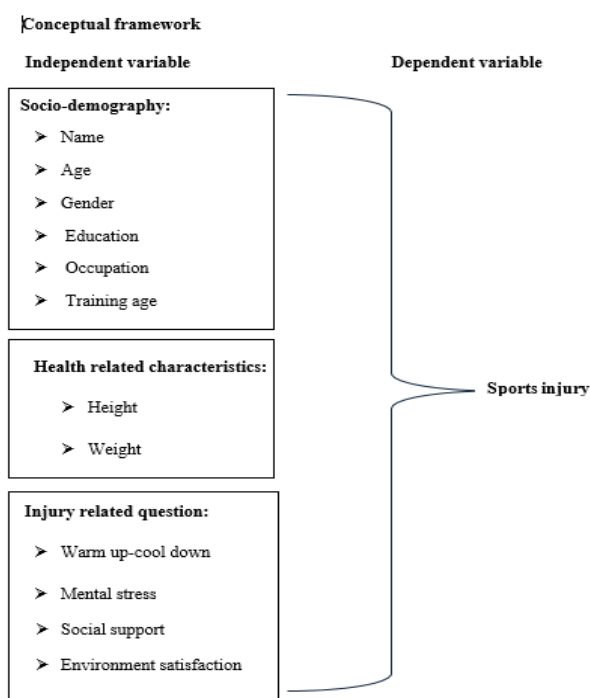 Conceptual framework
Independent variable
Dependent variable
Socio-demography:
➤ Name
➤ Age
➤ Gender
➤ Education
➤ Occupation
➤ Training age
Health related characteristics:
➤ Height
➤ Weight
Sports injury
Injury related question:
➤ Warm up-cool down
➤ Mental stress
➤ Social support
➤ Environment satisfaction